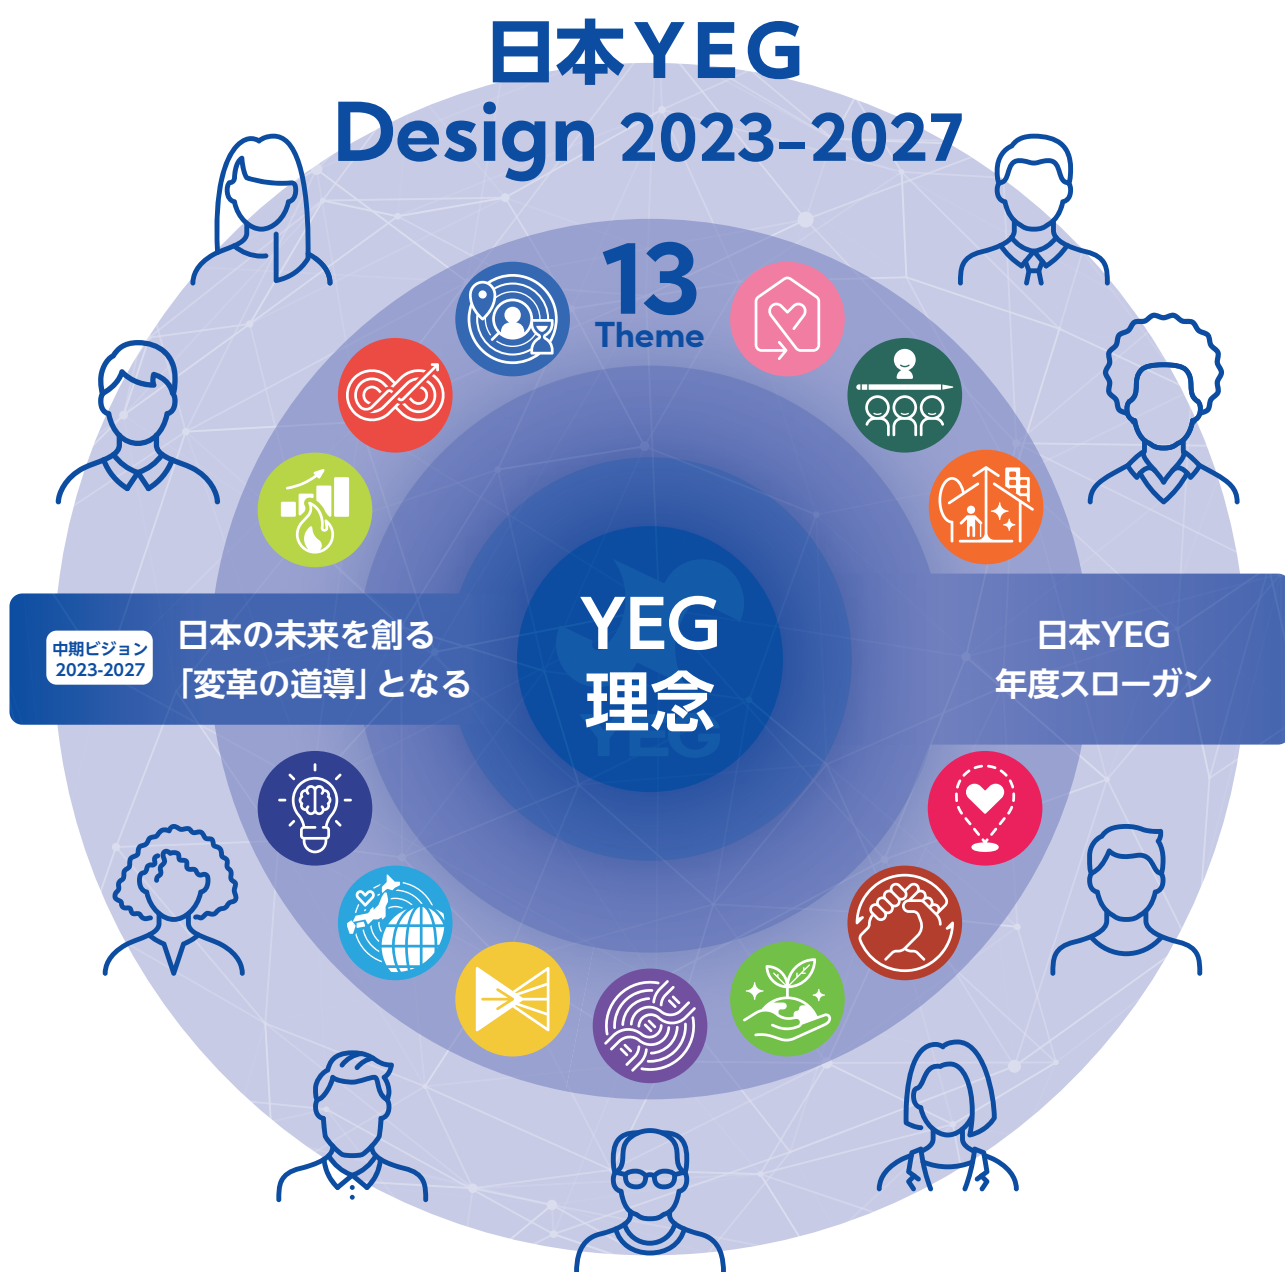 日本YEG
Design 2023-2027
13
Theme
中期ビジョン
2023-2027
日本の未来を創る
「変革の道導」となる
YEG
理念
YEG
日本YEG
年度スローガン